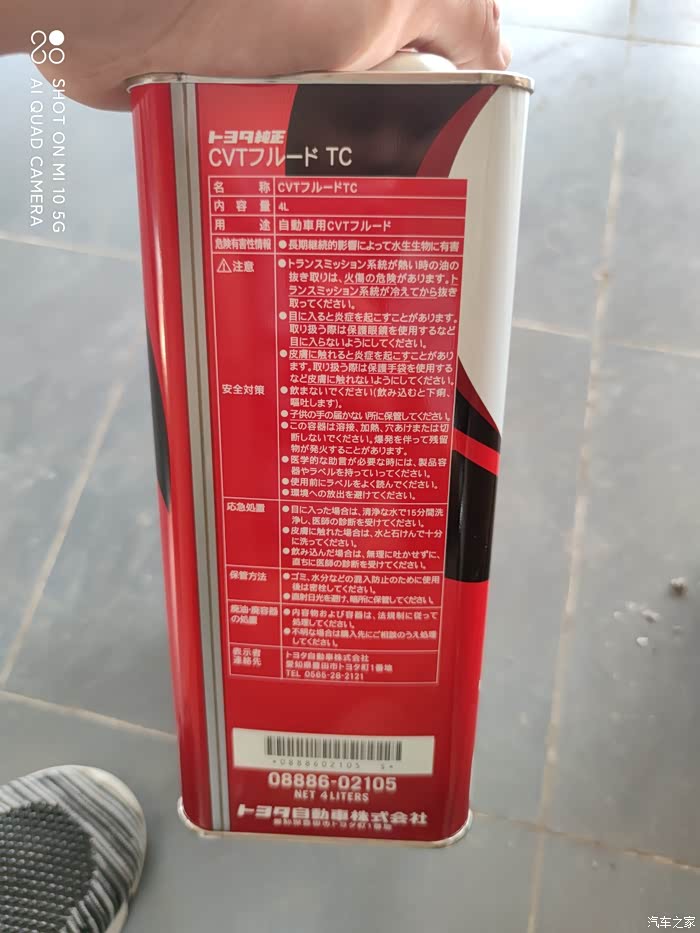 SHOT ON MI 10 5G
AI QUAD CAMERA
トヨタ純正
CVTフルード TC
名 称 CVTフルードTC
内 容 量 4L
用 途 自動車用CVTフルード
危険有害性情報 ●長期継続的影響によって水生生物に有害
注意
●トランスミッション系統が熱い時の油の
抜き取りは、火傷の危険があります。ト
ランスミッション系統が冷えてから抜き
取ってください。
●目に入ると炎症を起こすことがあります。
取り扱う際は保護眼鏡を使用するなど
目に入らないようにしてください。
●皮膚に触れると炎症を起こすことがあり
ます。取り扱う際は保護手袋を使用する
など皮膚に触れないようにしてください。
安全対策 ●飲まないでください(飲み込むと下痢、
嘔吐します)。
●子供の手の届かない所に保管してください。
●この容器は溶接、加熱、穴あけまたは切
断しないでください。爆発を伴って残留
物が発火することがあります。
●医学的な助言が必要な時には、製品容
器やラベルを持っていってください。
●使用前にラベルをよく読んでください。
●環境への放出を避けてください。
応急処置 ●目に入った場合は、清浄な水で15分間洗
浄し、医師の診断を受けてください。
●皮膚に触れた場合は、水と石けんで十分
に洗ってください。
●飲み込んだ場合は、無理に吐かせずに、
直ちに医師の診断を受けてください。
保管方法 ●ゴミ、水分などの混入防止のために使用
後は密栓してください。
●直射日光を避け、暗所に保管してください。
廃油・廃容器
の処置
●内容物および容器は、法規制に従って
処理してください。
●不明な場合は購入先にご相談のうえ処理
してください。
表示者
連絡先
トヨタ自動車株式会社
愛知県豊田市トヨタ町1番地
TEL 0565-28-2121
*0888602105 S*
08886-02105
NET 4 LITERS
トヨタ自動車株式会社
愛知県豊田市トヨタ町1番地
汽车之家